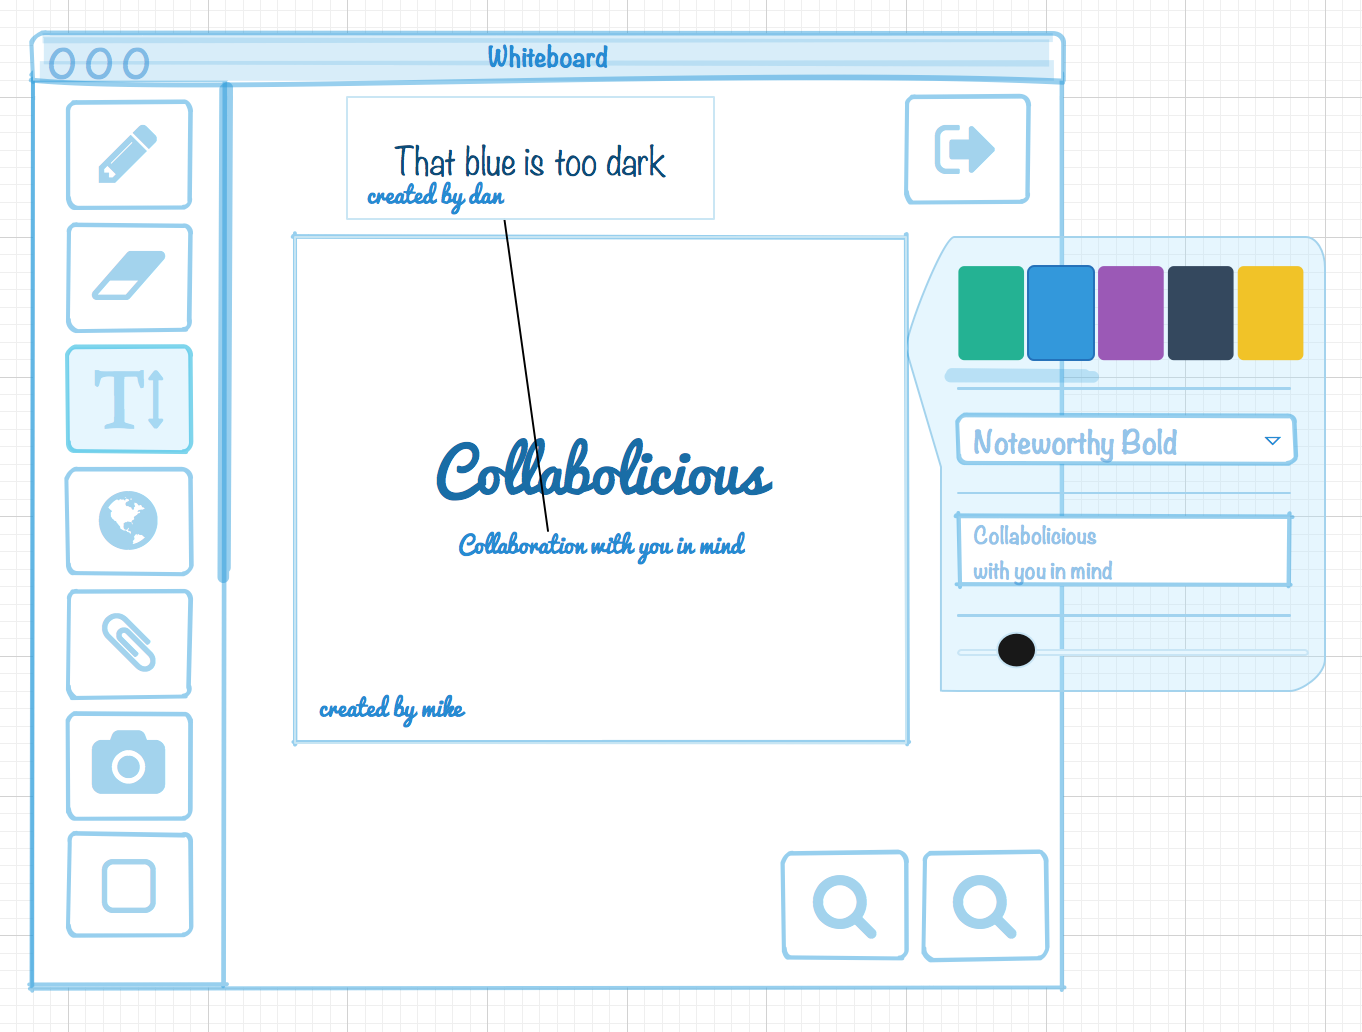 Whiteboard
That blue is too dark
created by dan
Collabolicious
Collaboration with you in mind
created by mike
T
Noteworthy Bold
Collabolicious
with you in mind